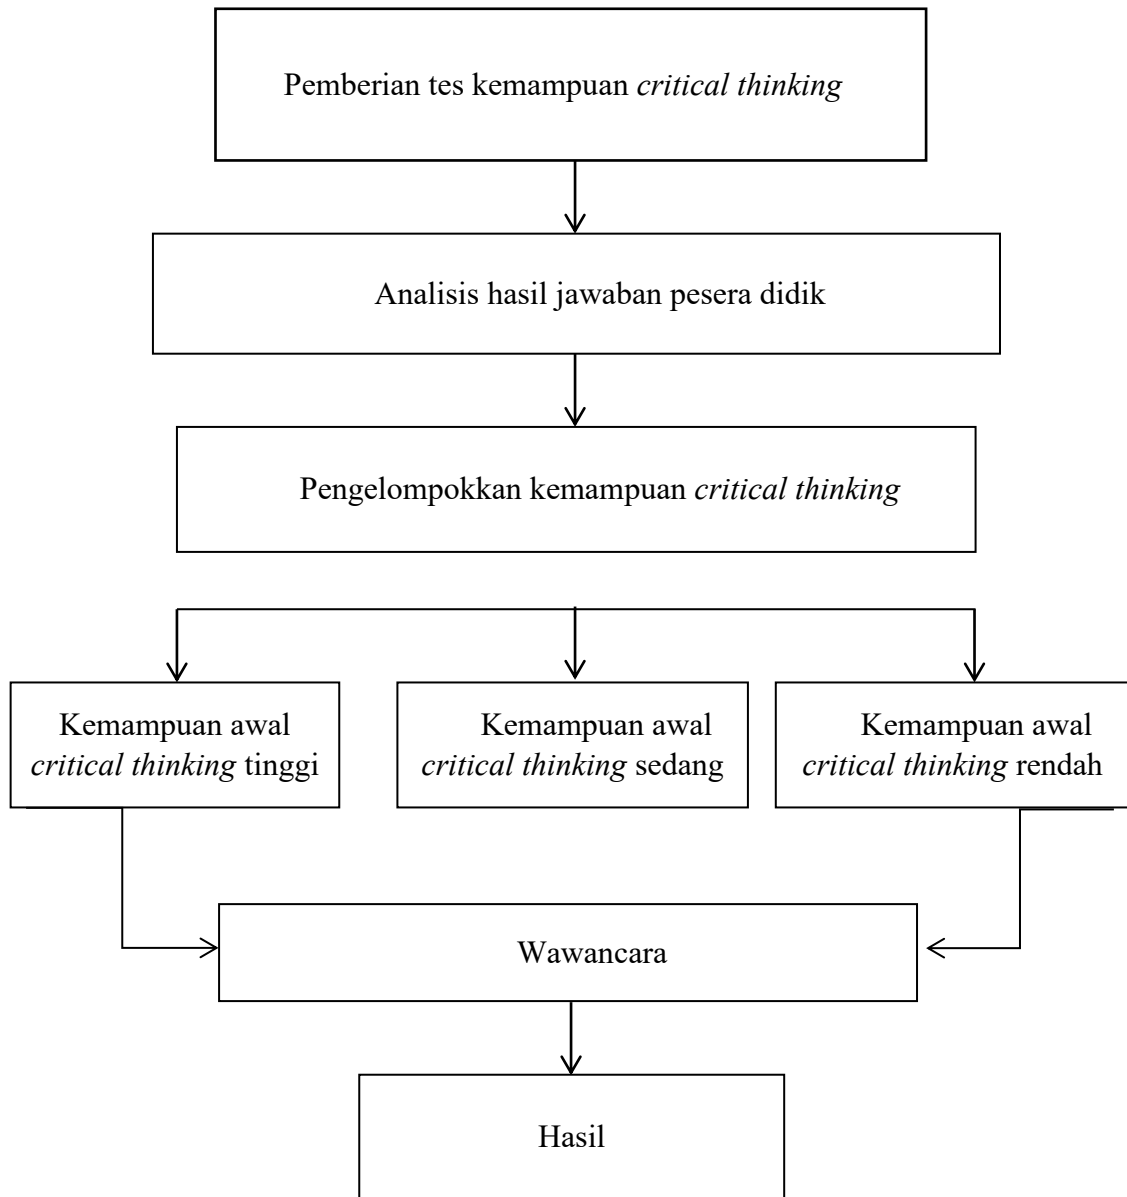 Pemberian tes kemampuan critical thinking
Analisis hasil jawaban pesera didik
Pengelompokkan kemampuan critical thinking
Kemampuan awal
critical thinking tinggi
Kemampuan awal
critical thinking sedang
Kemampuan awal
critical thinking rendah
Wawancara
Hasil